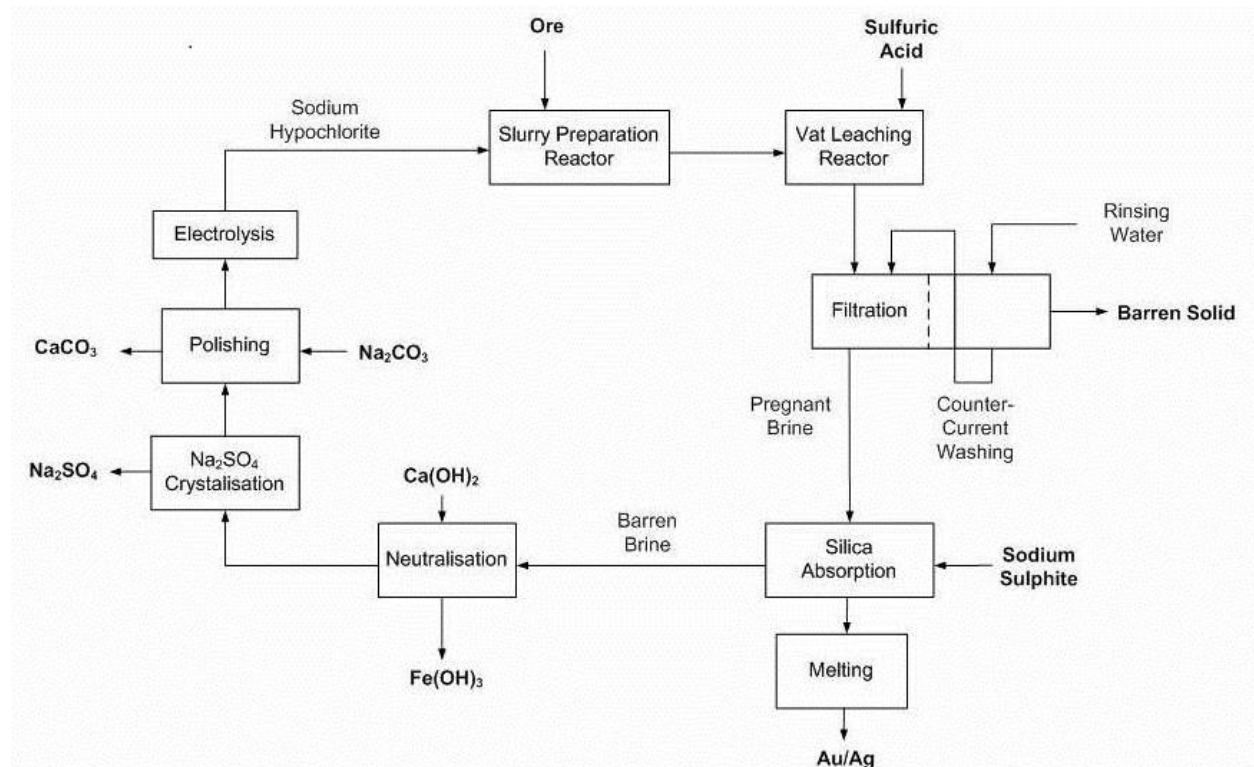 Ore
Sulfuric
Acid
Sodium
Hypochlorite
Slurry Preparation
Reactor
Vat Leaching
Reactor
Electrolysis
Rinsing
Water
Filtration
Barren Solid
CaCO₃
Polishing
Na₂CO₃
Pregnant
Brine
Counter-
Current
Washing
Na₂SO₄
Na₂SO₄
Crystalisation
Ca(OH)₂
Barren
Brine
Neutralisation
Silica
Absorption
Sodium
Sulphite
Fe(OH)₃
Melting
Au/Ag